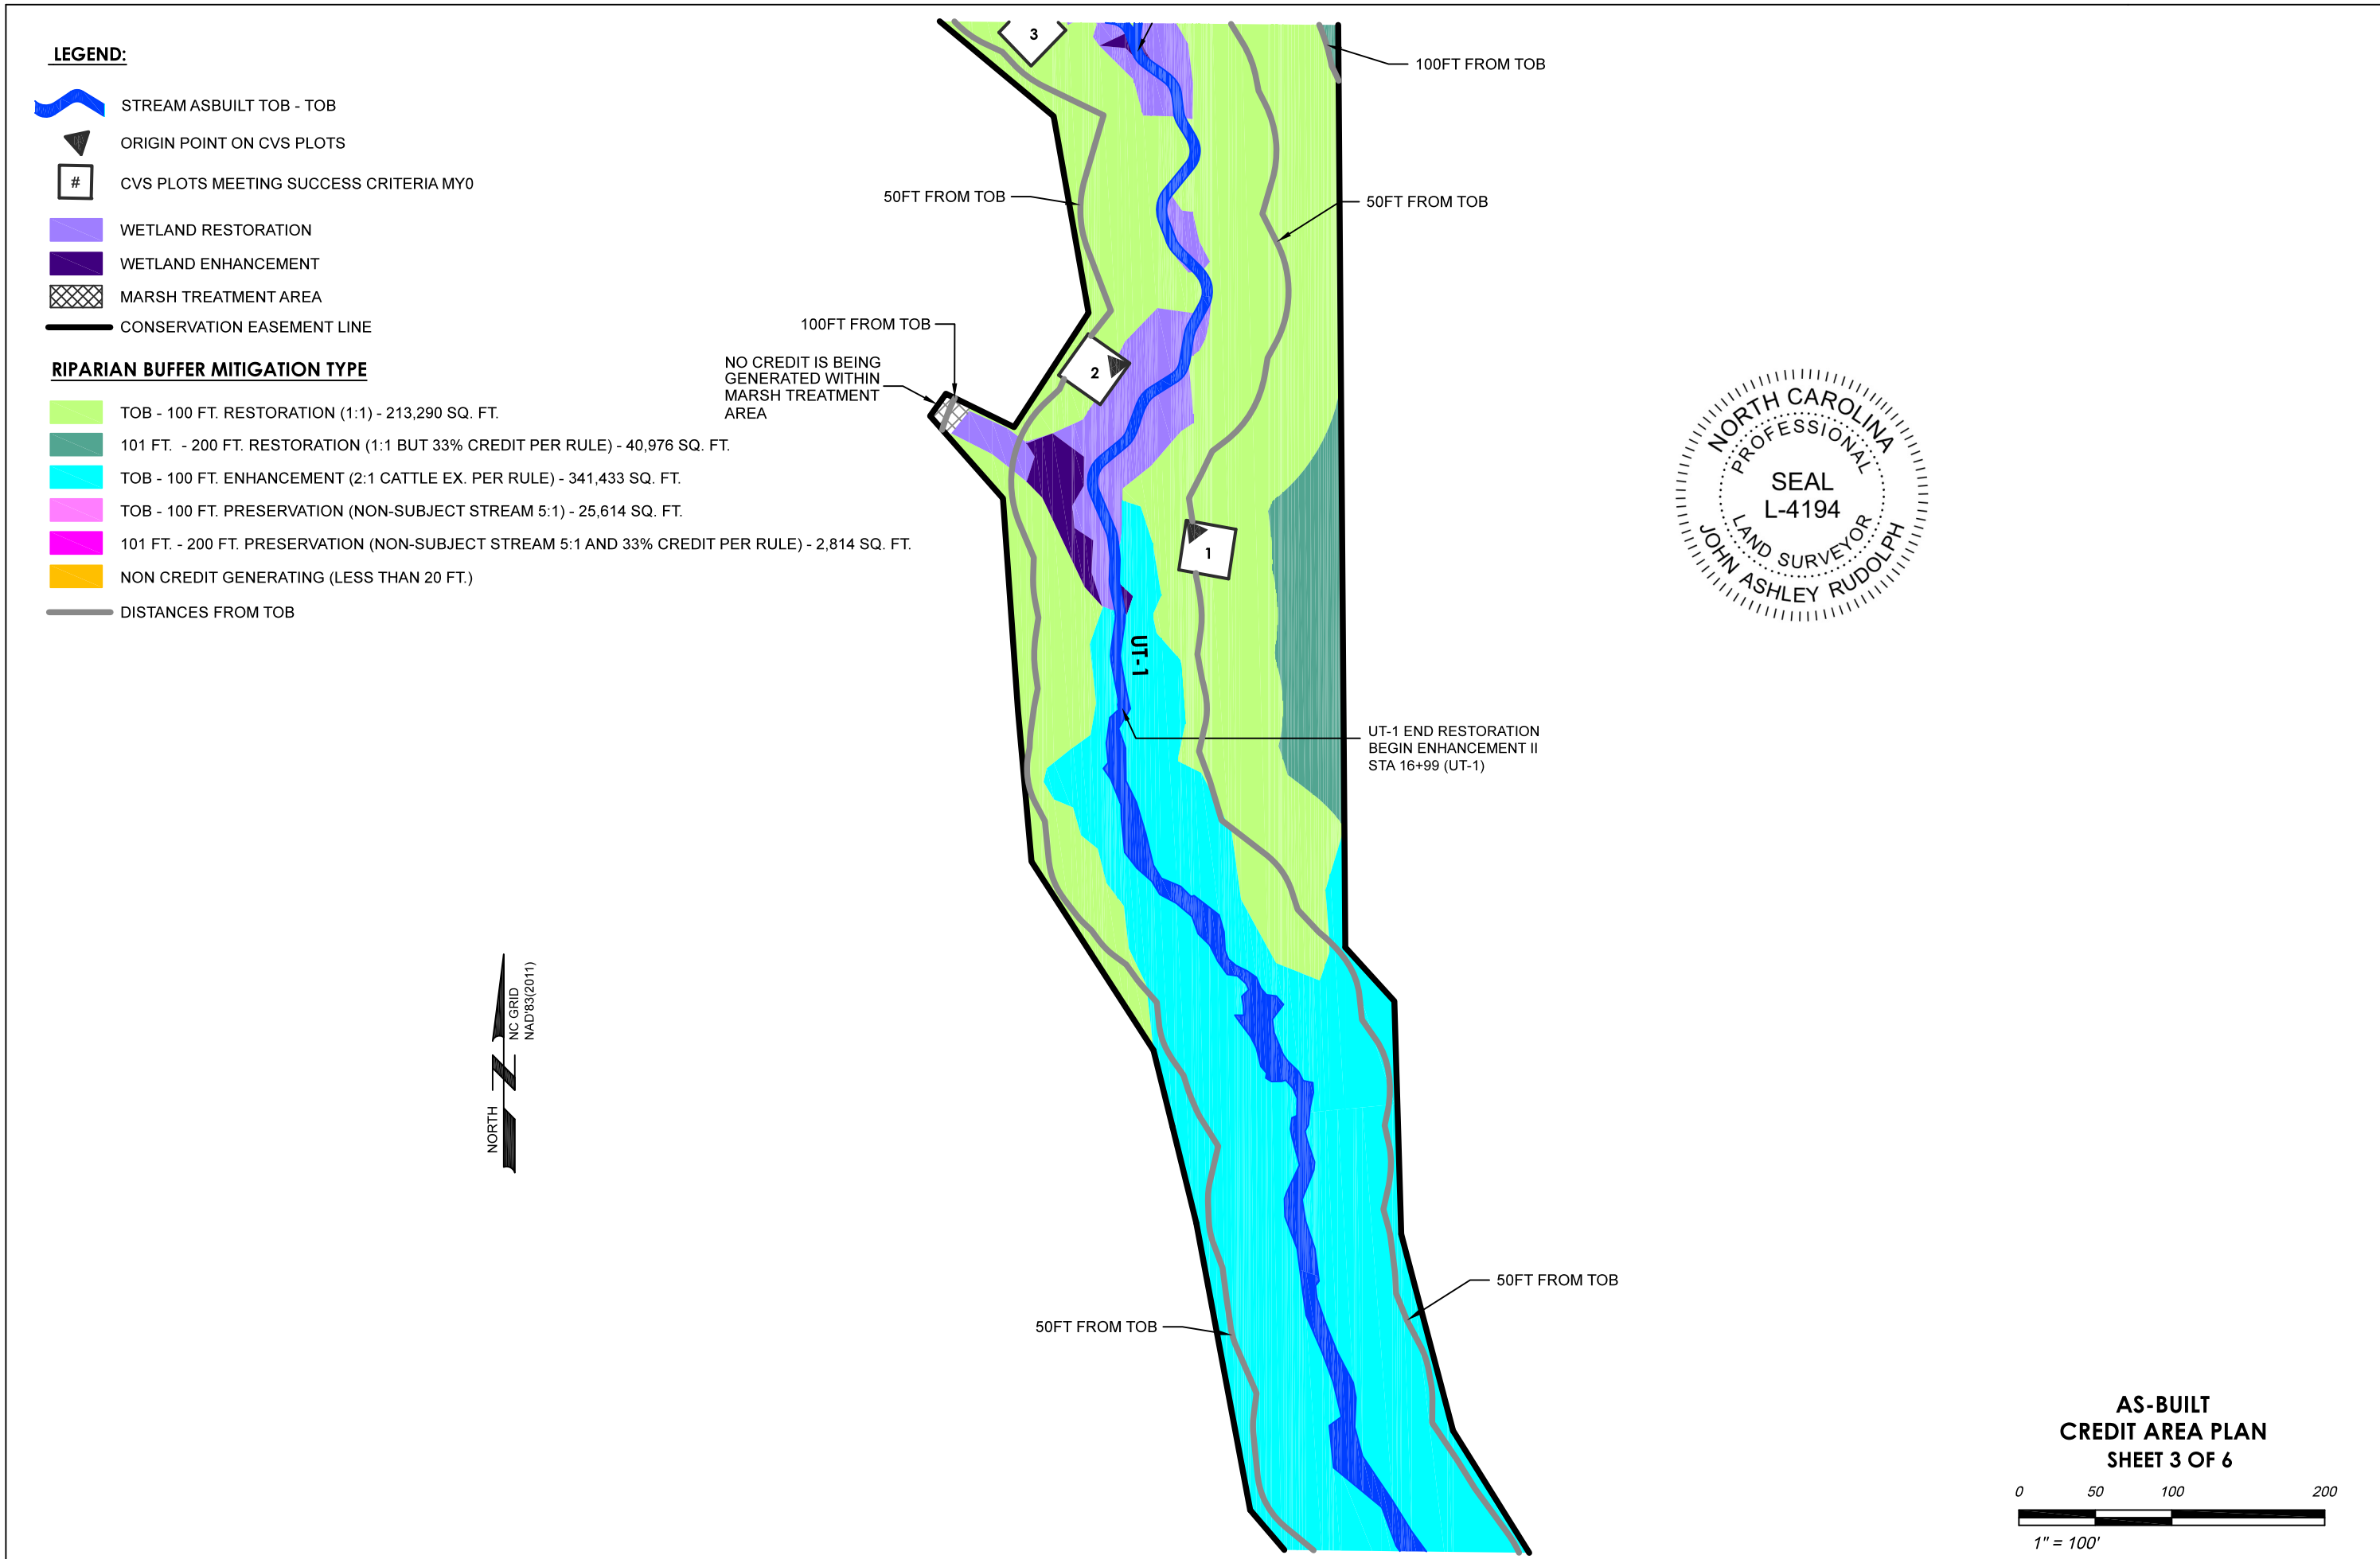 LEGEND:
STREAM ASBUILT TOB - TOB
ORIGIN POINT ON CVS PLOTS
#
CVS PLOTS MEETING SUCCESS CRITERIA MY0
WETLAND RESTORATION
WETLAND ENHANCEMENT
MARSH TREATMENT AREA
CONSERVATION EASEMENT LINE
RIPARIAN BUFFER MITIGATION TYPE
TOB - 100 FT. RESTORATION (1:1) - 213,290 SQ. FT.
101 FT. - 200 FT. RESTORATION (1:1 BUT 33% CREDIT PER RULE) - 40,976 SQ. FT.
TOB - 100 FT. ENHANCEMENT (2:1 CATTLE EX. PER RULE) - 341,433 SQ. FT.
TOB - 100 FT. PRESERVATION (NON-SUBJECT STREAM 5:1) - 25,614 SQ. FT.
101 FT. - 200 FT. PRESERVATION (NON-SUBJECT STREAM 5:1 AND 33% CREDIT PER RULE) - 2,814 SQ. FT.
NON CREDIT GENERATING (LESS THAN 20 FT.)
DISTANCES FROM TOB
3
100FT FROM TOB
50FT FROM TOB
50FT FROM TOB
100FT FROM TOB
NO CREDIT IS BEING
GENERATED WITHIN
MARSH TREATMENT
AREA
2
1
UT-1
UT-1 END RESTORATION
BEGIN ENHANCEMENT II
STA 16+99 (UT-1)
50FT FROM TOB
50FT FROM TOB
NORTH CAROLINA
PROFESSIONAL
SEAL
L-4194
LAND SURVEYOR
JOHN ASHLEY RUDOLPH
NORTH
NC GRID
NAD'83(2011)
AS-BUILT
CREDIT AREA PLAN
SHEET 3 OF 6
0 50 100 200
1" = 100'